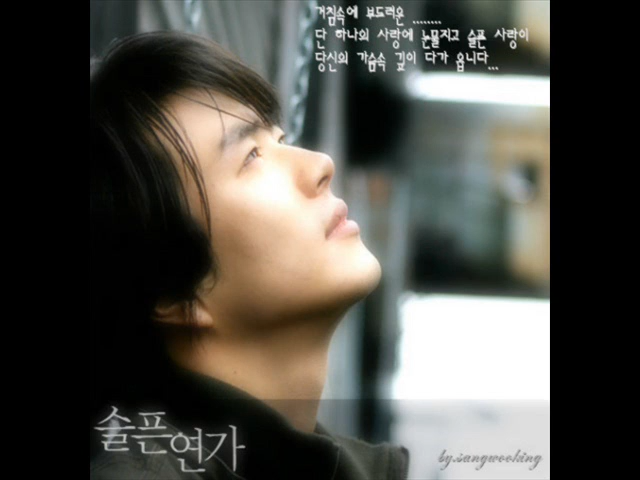 거침속에 부드러운 ........
단 하나의 사랑에 눈물지고 슬픈 사랑이
당신의 가슴속 깊이 다가 옵니다...
슬픈연가
by.sangwooking